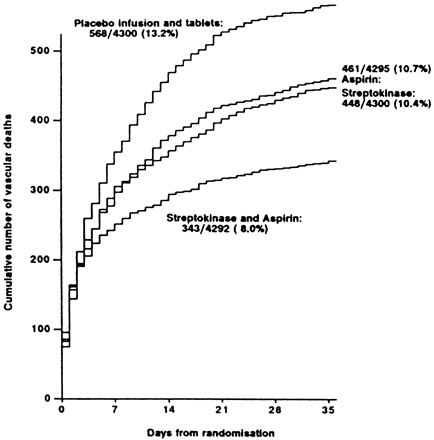 Placebo infusion and tablets:
568/4300 (13.2%)
461/4295 (10.7%)
Aspirin:
Streptokinase:
448/4300 (10.4%)
Streptokinase and Aspirin:
343/4292 ( 8.0%)
Cumulative number of vascular deaths
500
400
300
200
100
0
0 7 14 21 28 35
Days from randomisation